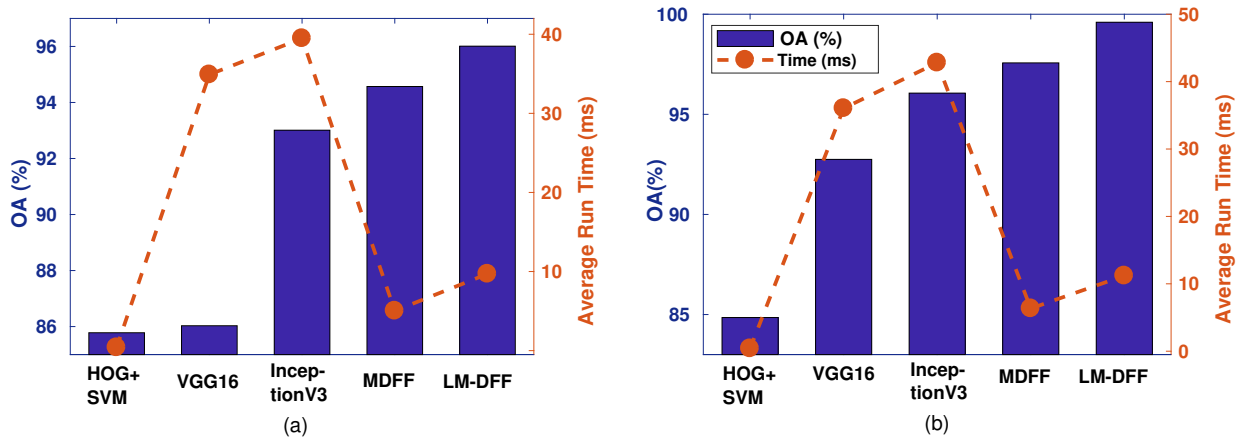 96
94
92
90
88
86
OA (%)
40
30
20
10
0
Average Run Time (ms)
HOG+
SVM
VGG16
Incep-
tionV3
MDFF
LM-DFF
(a)
100
95
90
85
OA(%)
OA (%)
Time (ms)
50
40
30
20
10
0
Average Run Time (ms)
HOG+
SVM
VGG16
Incep-
tionV3
MDFF
LM-DFF
(b)